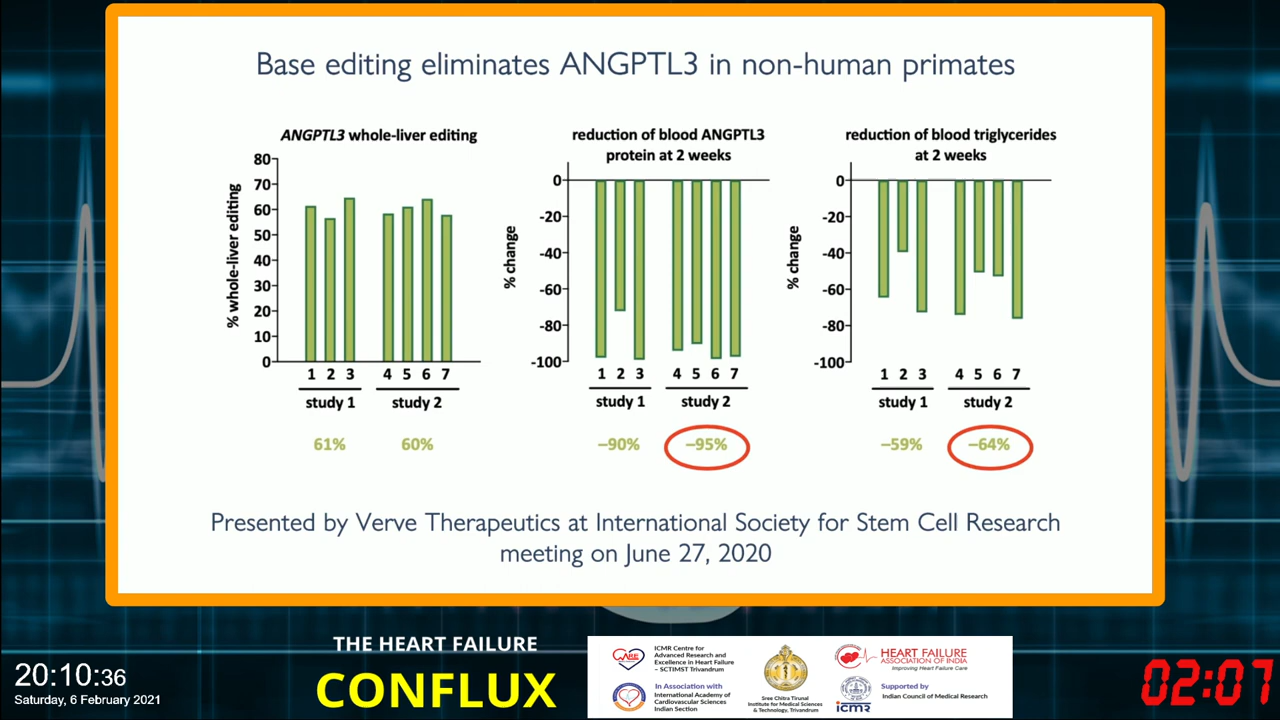 Base editing eliminates ANGPTL3 in non-human primates
ANGPTL3 whole-liver editing
% whole-liver editing
80
70
60
50
40
30
20
10
0
1 2 3 4 5 6 7
study 1 study 2
61% 60%
reduction of blood ANGPTL3
protein at 2 weeks
% change
0
-20
-40
-60
-80
-100
1 2 3 4 5 6 7
study 1 study 2
–90% –95%
reduction of blood triglycerides
at 2 weeks
% change
0
-20
-40
-60
-80
-100
1 2 3 4 5 6 7
study 1 study 2
–59% –64%
Presented by Verve Therapeutics at International Society for Stem Cell Research
meeting on June 27, 2020
20:10:36
Saturday, 6 February 2021
THE HEART FAILURE
CONFLUX
CARE
ICMR Centre for
Advanced Research and
Excellence in Heart Failure
– SCTIMST Trivandrum
In Association with
International Academy of
Cardiovascular Sciences
Indian Section
Sree Chitra Tirunal
Institute for Medical Sciences
& Technology, Trivandrum
HEART FAILURE
ASSOCIATION OF INDIA
Improving Heart Failure Care
icmr
Supported by
Indian Council of Medical Research
02:07